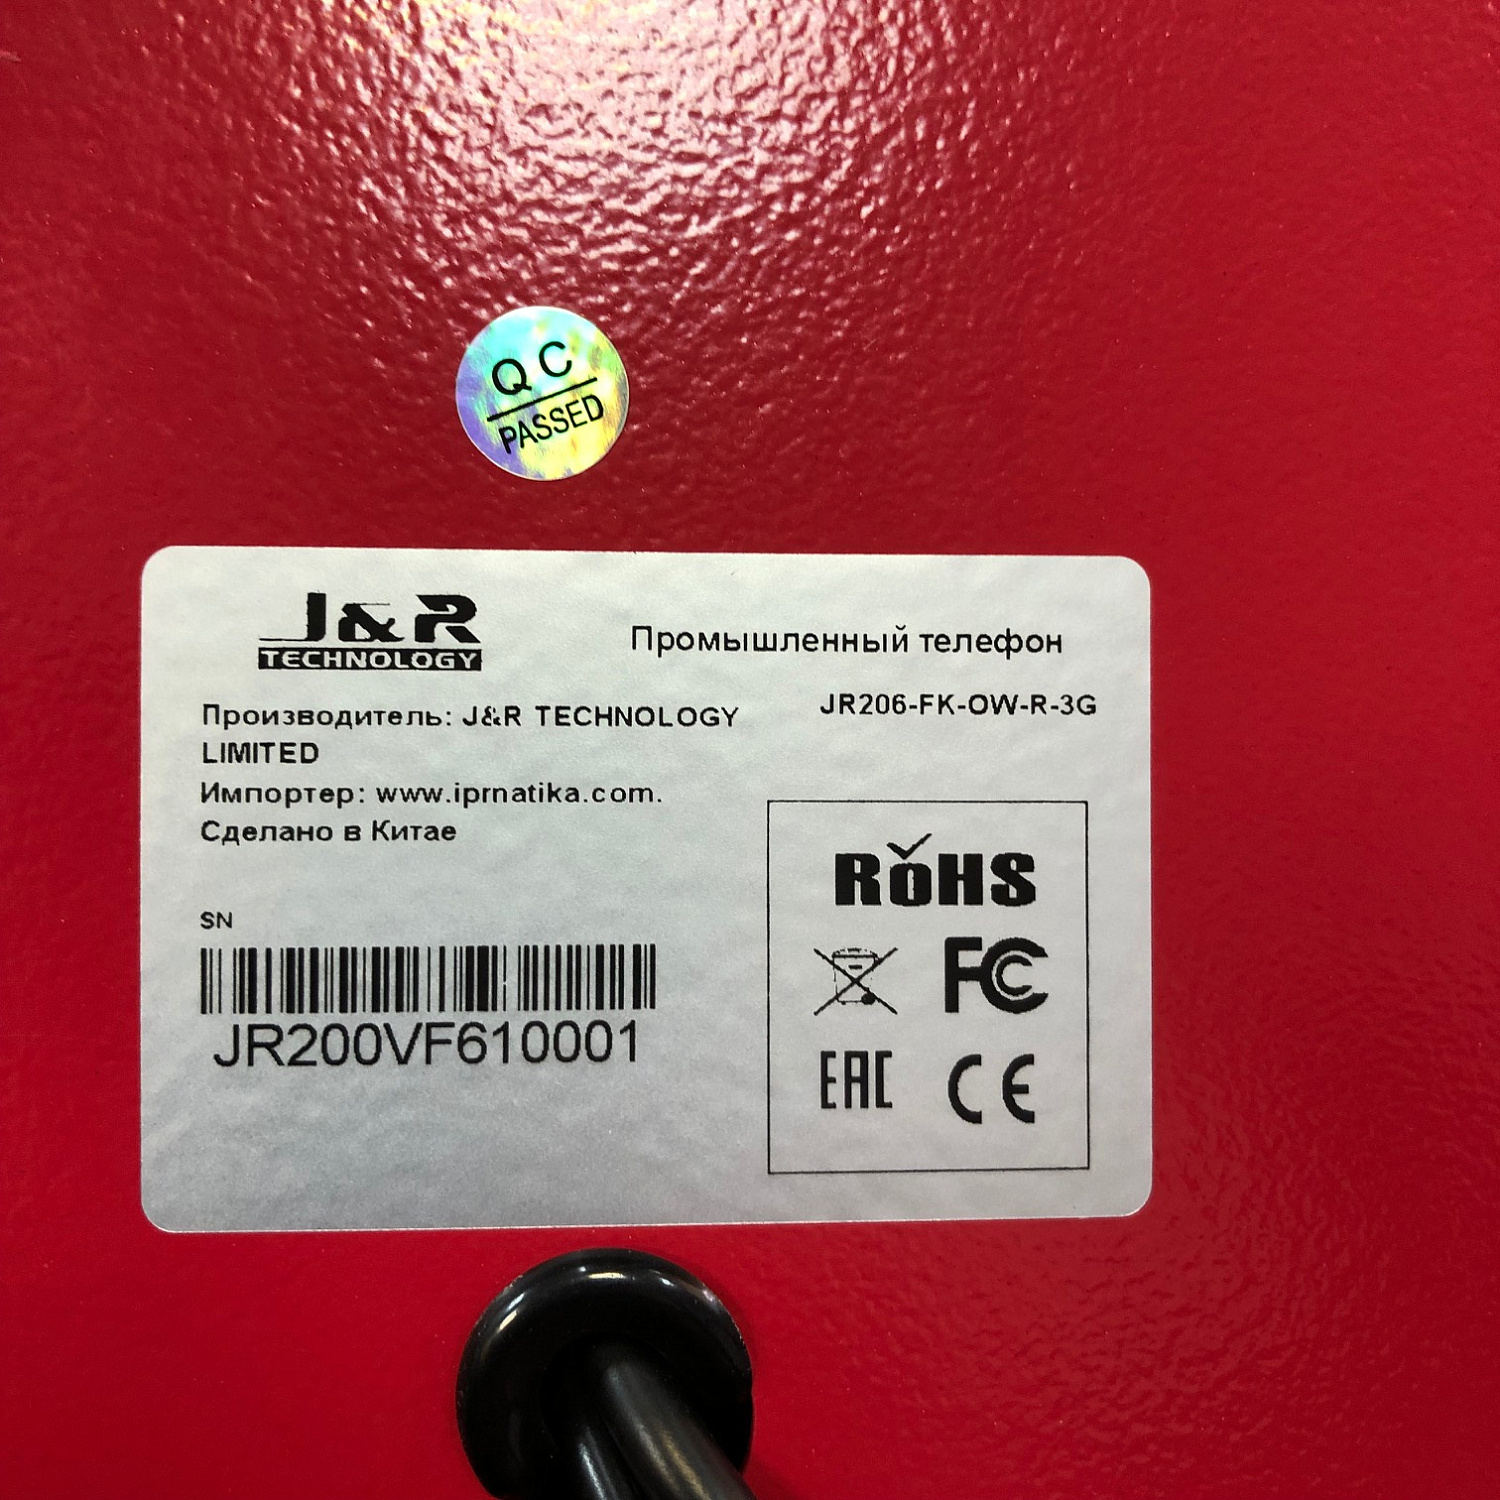 QC
PASSED
J&R
TECHNOLOGY
Промышленный телефон
JR206-FK-OW-R-3G
Производитель: J&R TECHNOLOGY
LIMITED
Импортер: www.iprnatika.com.
Сделано в Китае
SN
JR200VF610001
RoHS
FC
EAC
CE